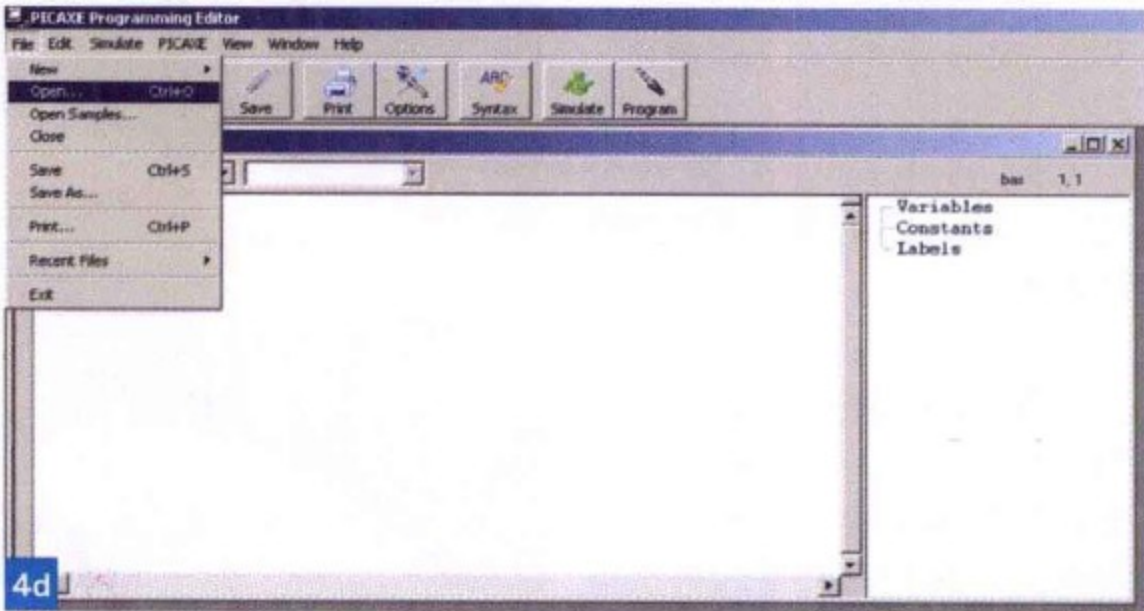 PICAXE Programming Editor
File Edit Simulate PICAXE View Window Help
New
Open... Ctrl+O
Open Samples...
Close
Save Ctrl+S
Save As...
Print... Ctrl+P
Recent Files
Exit
Save Print Options Syntax Simulate Program
ABC
bas 1, 1
Variables
Constants
Labels
4d